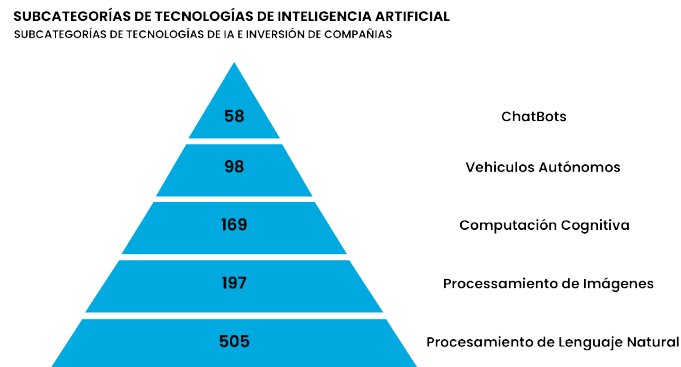 SUBCATEGORÍAS DE TECNOLOGÍAS DE INTELIGENCIA ARTIFICIAL
SUBCATEGORÍAS DE TECNOLOGÍAS DE IA E INVERSIÓN DE COMPAÑIAS
58 ChatBots
98 Vehiculos Autónomos
169 Computación Cognitiva
197 Processamiento de Imágenes
505 Procesamiento de Lenguaje Natural